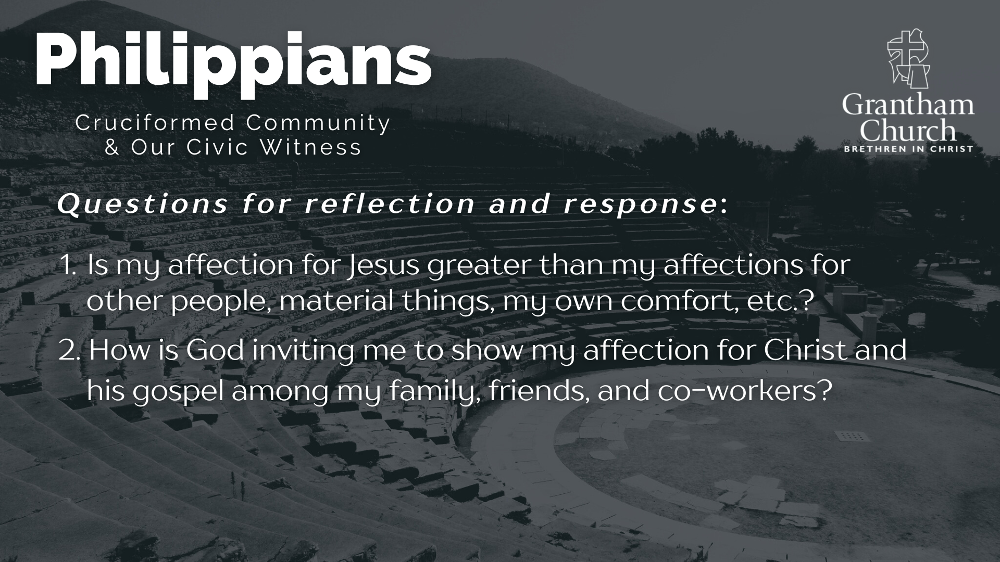 Philippians
Cruciformed Community
& Our Civic Witness
Grantham
Church
BRETHREN IN CHRIST
Questions for reflection and response:
1. Is my affection for Jesus greater than my affections for
other people, material things, my own comfort, etc.?
2. How is God inviting me to show my affection for Christ and
his gospel among my family, friends, and co-workers?